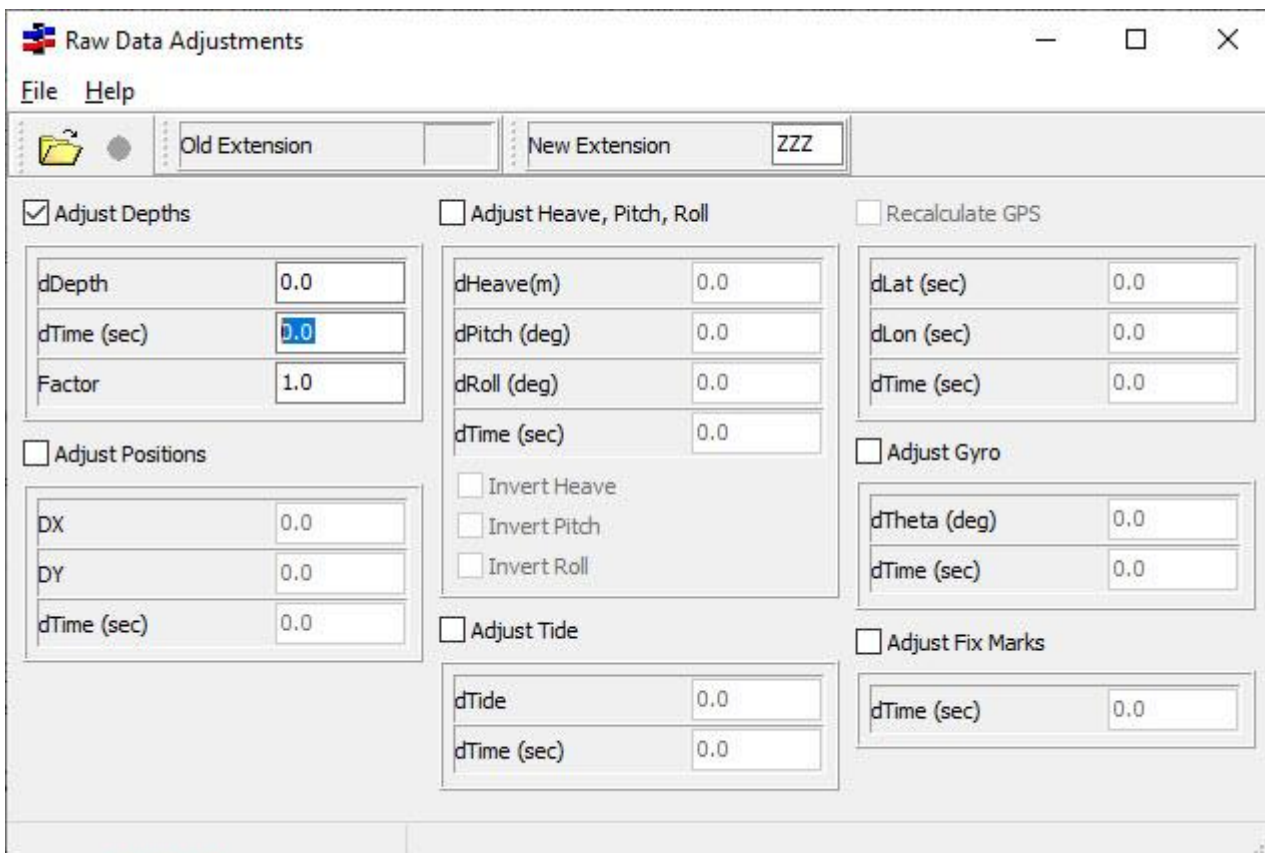 Raw Data Adjustments
File Help
Old Extension New Extension ZZZ
Adjust Depths
dDepth 0.0
dTime (sec) 0.0
Factor 1.0
Adjust Positions
DX 0.0
DY 0.0
dTime (sec) 0.0
Adjust Heave, Pitch, Roll
dHeave(m) 0.0
dPitch (deg) 0.0
dRoll (deg) 0.0
dTime (sec) 0.0
Invert Heave
Invert Pitch
Invert Roll
Adjust Tide
dTide 0.0
dTime (sec) 0.0
Recalculate GPS
dLat (sec) 0.0
dLon (sec) 0.0
dTime (sec) 0.0
Adjust Gyro
dTheta (deg) 0.0
dTime (sec) 0.0
Adjust Fix Marks
dTime (sec) 0.0